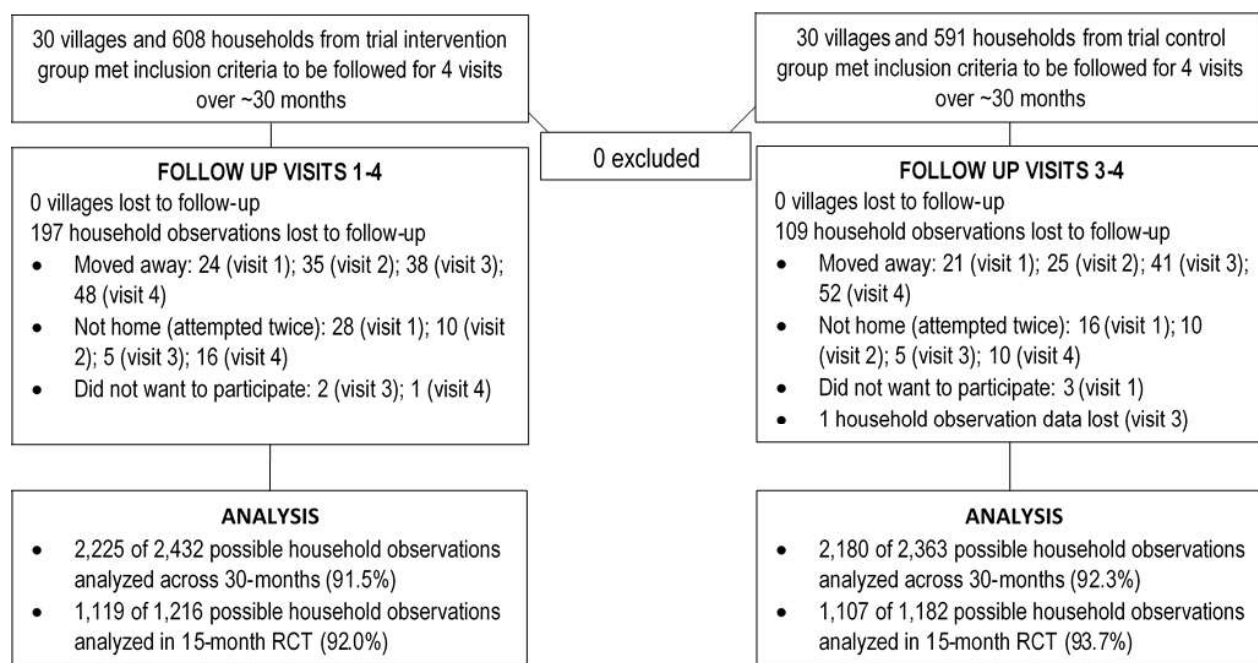 30 villages and 608 households from trial intervention
group met inclusion criteria to be followed for 4 visits
over ~30 months
30 villages and 591 households from trial control
group met inclusion criteria to be followed for 4 visits
over ~30 months
0 excluded
FOLLOW UP VISITS 1-4
0 villages lost to follow-up
197 household observations lost to follow-up
• Moved away: 24 (visit 1); 35 (visit 2); 38 (visit 3);
48 (visit 4)
• Not home (attempted twice): 28 (visit 1); 10 (visit
2); 5 (visit 3); 16 (visit 4)
• Did not want to participate: 2 (visit 3); 1 (visit 4)
FOLLOW UP VISITS 3-4
0 villages lost to follow-up
109 household observations lost to follow-up
• Moved away: 21 (visit 1); 25 (visit 2); 41 (visit 3);
52 (visit 4)
• Not home (attempted twice): 16 (visit 1); 10
(visit 2); 5 (visit 3); 10 (visit 4)
• Did not want to participate: 3 (visit 1)
• 1 household observation data lost (visit 3)
ANALYSIS
• 2,225 of 2,432 possible household observations
analyzed across 30-months (91.5%)
• 1,119 of 1,216 possible household observations
analyzed in 15-month RCT (92.0%)
ANALYSIS
• 2,180 of 2,363 possible household observations
analyzed across 30-months (92.3%)
• 1,107 of 1,182 possible household observations
analyzed in 15-month RCT (93.7%)